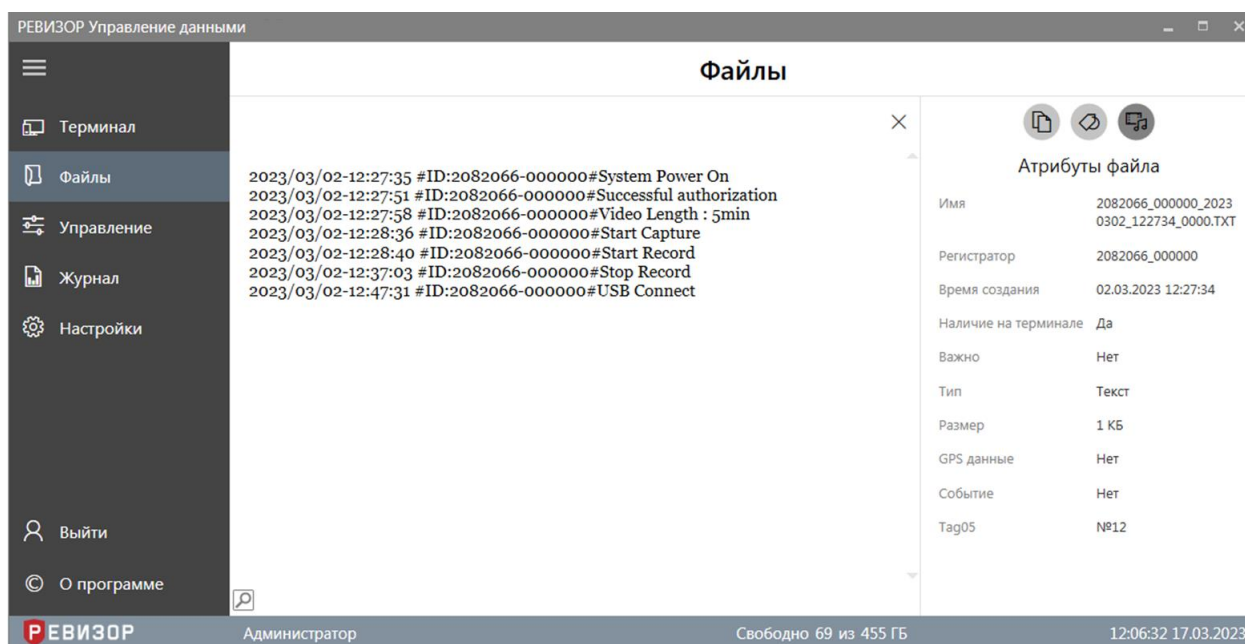 РЕВИЗОР Управление данными
Файлы
Терминал
Файлы
Управление
Журнал
Настройки
Выйти
© О программе
2023/03/02-12:27:35 #ID:2082066-000000#System Power On
2023/03/02-12:27:51 #ID:2082066-000000#Successful authorization
2023/03/02-12:27:58 #ID:2082066-000000#Video Length : 5min
2023/03/02-12:28:36 #ID:2082066-000000#Start Capture
2023/03/02-12:28:40 #ID:2082066-000000#Start Record
2023/03/02-12:37:03 #ID:2082066-000000#Stop Record
2023/03/02-12:47:31 #ID:2082066-000000#USB Connect
Атрибуты файла
Имя 2082066_000000_2023
0302_122734_0000.TXT
Регистратор 2082066_000000
Время создания 02.03.2023 12:27:34
Наличие на терминале Да
Важно Нет
Тип Текст
Размер 1 КБ
GPS данные Нет
Событие Нет
Tag05 №12
РЕВИЗОР Администратор Свободно 69 из 455 ГБ 12:06:32 17.03.2023